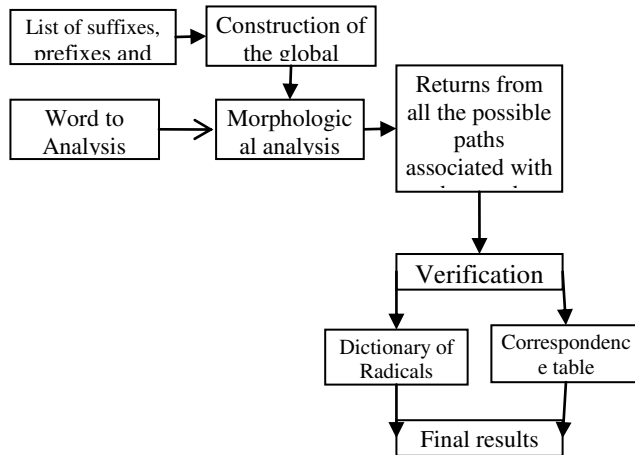 List of suffixes,
prefixes and
Construction of
the global
Word to
Analysis
Morphologic
al analysis
Returns from
all the possible
paths
associated with
Verification
Dictionary of
Radicals
Correspondenc
e table
Final results